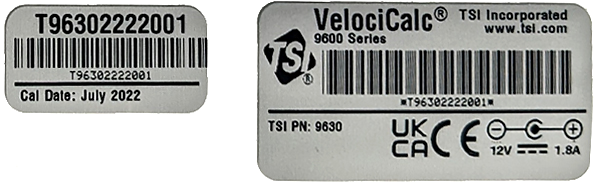 T96302222001
T96302222001
Cal Date: July 2022
VelociCalc® TSI Incorporated
9600 Series www.tsi.com
TSI®
*T96302222001*
TSI PN: 9630
UK
CA CE
12V 1.8A